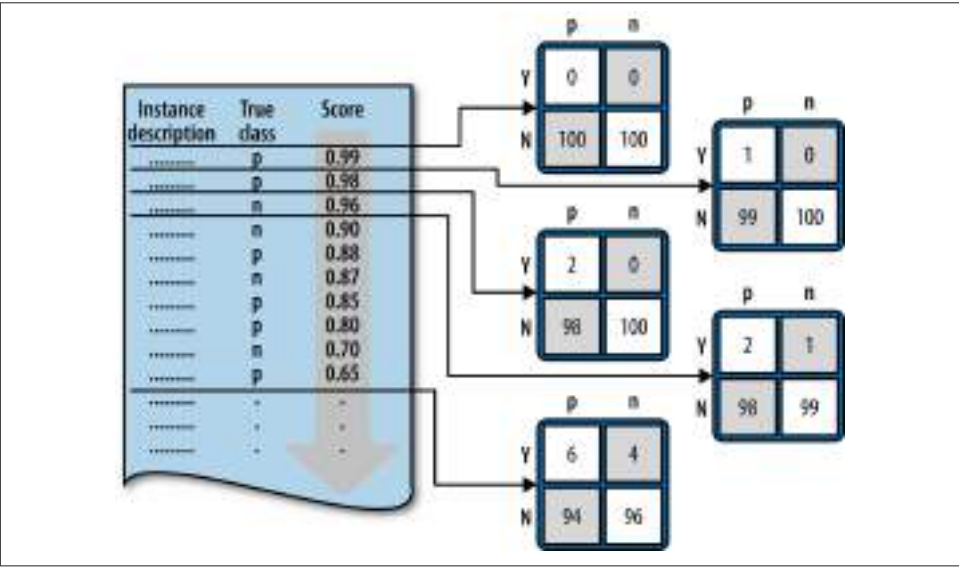 Instance description True class Score
......... p 0.99
......... p 0.98
......... n 0.96
......... n 0.90
......... p 0.88
......... n 0.87
......... p 0.85
......... p 0.80
......... n 0.70
......... p 0.65
......... . .
......... . .
......... . .
p n
Y 0 0
N 100 100
p n
Y 1 0
N 99 100
p n
Y 2 0
N 98 100
p n
Y 2 1
N 98 99
p n
Y 6 4
N 94 96